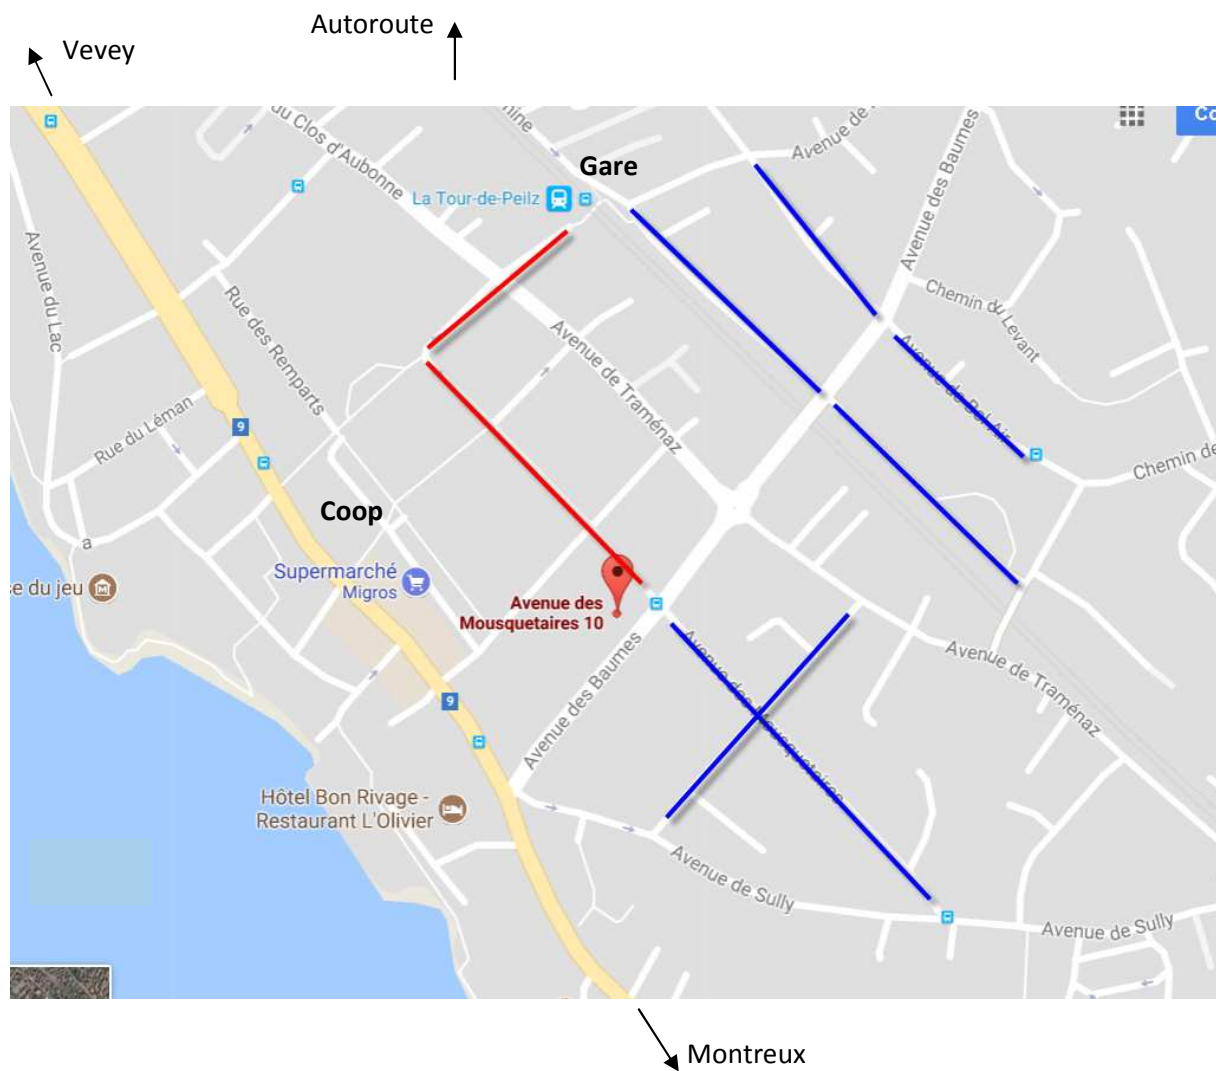 Autoroute
Vevey
Co
mine
Avenue de
du Clos d'Aubonne
Gare
La Tour-de-Peilz
Avenue des Baumes
Avenue du Lac
Rue des Remparts
Chemin du Levant
Avenue de Traménaz
Avenue de Bel Air
Rue du Léman
9
Chemin de
Coop
a
Supermarché
Migros
se du jeu
Avenue des
Mousquetaires 10
Avenue des Baumes
Avenue des Mousquetaires
Avenue de Traménaz
9
Hôtel Bon Rivage -
Restaurant L'Olivier
Avenue de Sully
Avenue de Sully
Montreux